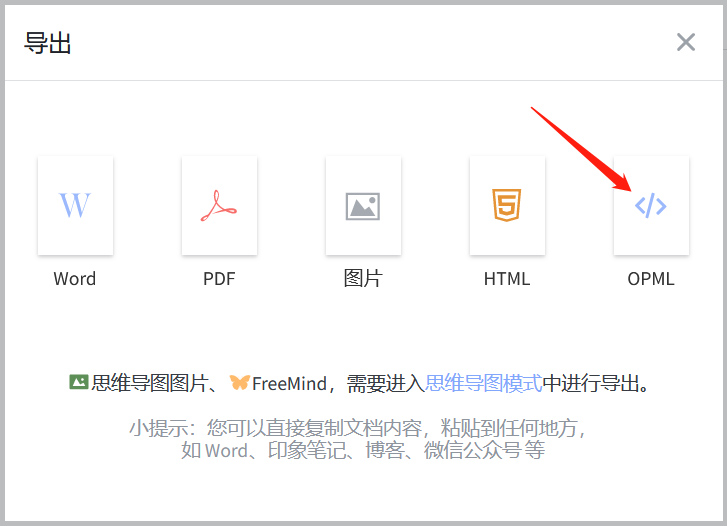 导出
W
Word
PDF
图片
5
HTML
</>
OPML
思维导图图片、FreeMind，需要进入思维导图模式中进行导出。
小提示：您可以直接复制文档内容，粘贴到任何地方，
如 Word、印象笔记、博客、微信公众号 等